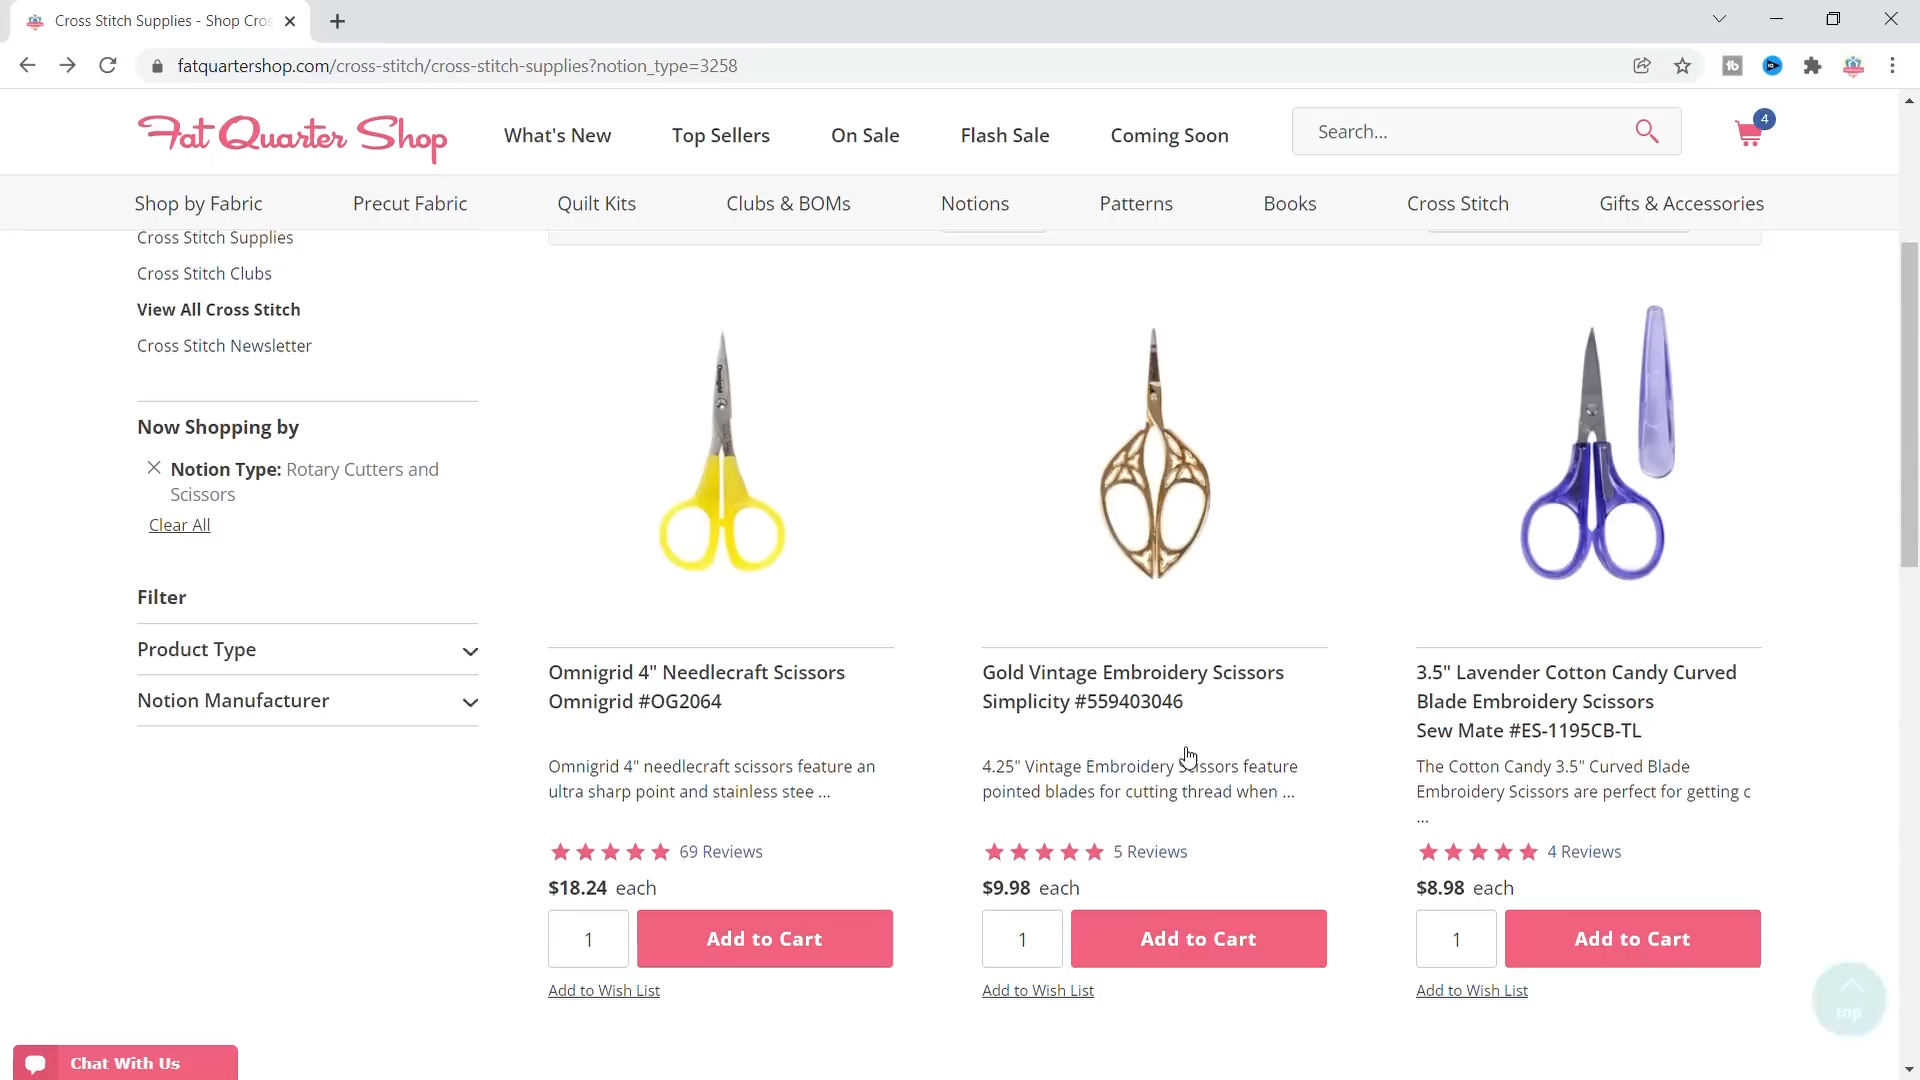 Cross Stitch Supplies - Shop Cros
fatquartershop.com/cross-stitch/cross-stitch-supplies?notion_type=3258
Fat Quarter Shop
What's New
Top Sellers
On Sale
Flash Sale
Coming Soon
Search...
4
Shop by Fabric
Precut Fabric
Quilt Kits
Clubs & BOMs
Notions
Patterns
Books
Cross Stitch
Gifts & Accessories
Cross Stitch Supplies
Cross Stitch Clubs
View All Cross Stitch
Cross Stitch Newsletter
Now Shopping by
Notion Type: Rotary Cutters and
Scissors
Clear All
Filter
Product Type
Notion Manufacturer
Omnigrid
Omnigrid 4" Needlecraft Scissors
Omnigrid #OG2064
Omnigrid 4" needlecraft scissors feature an
ultra sharp point and stainless stee ...
69 Reviews
$18.24 each
1
Add to Cart
Add to Wish List
Gold Vintage Embroidery Scissors
Simplicity #559403046
4.25" Vintage Embroidery Scissors feature
pointed blades for cutting thread when ...
5 Reviews
$9.98 each
1
Add to Cart
Add to Wish List
3.5" Lavender Cotton Candy Curved
Blade Embroidery Scissors
Sew Mate #ES-1195CB-TL
The Cotton Candy 3.5" Curved Blade
Embroidery Scissors are perfect for getting c
...
4 Reviews
$8.98 each
1
Add to Cart
Add to Wish List
top
Chat With Us